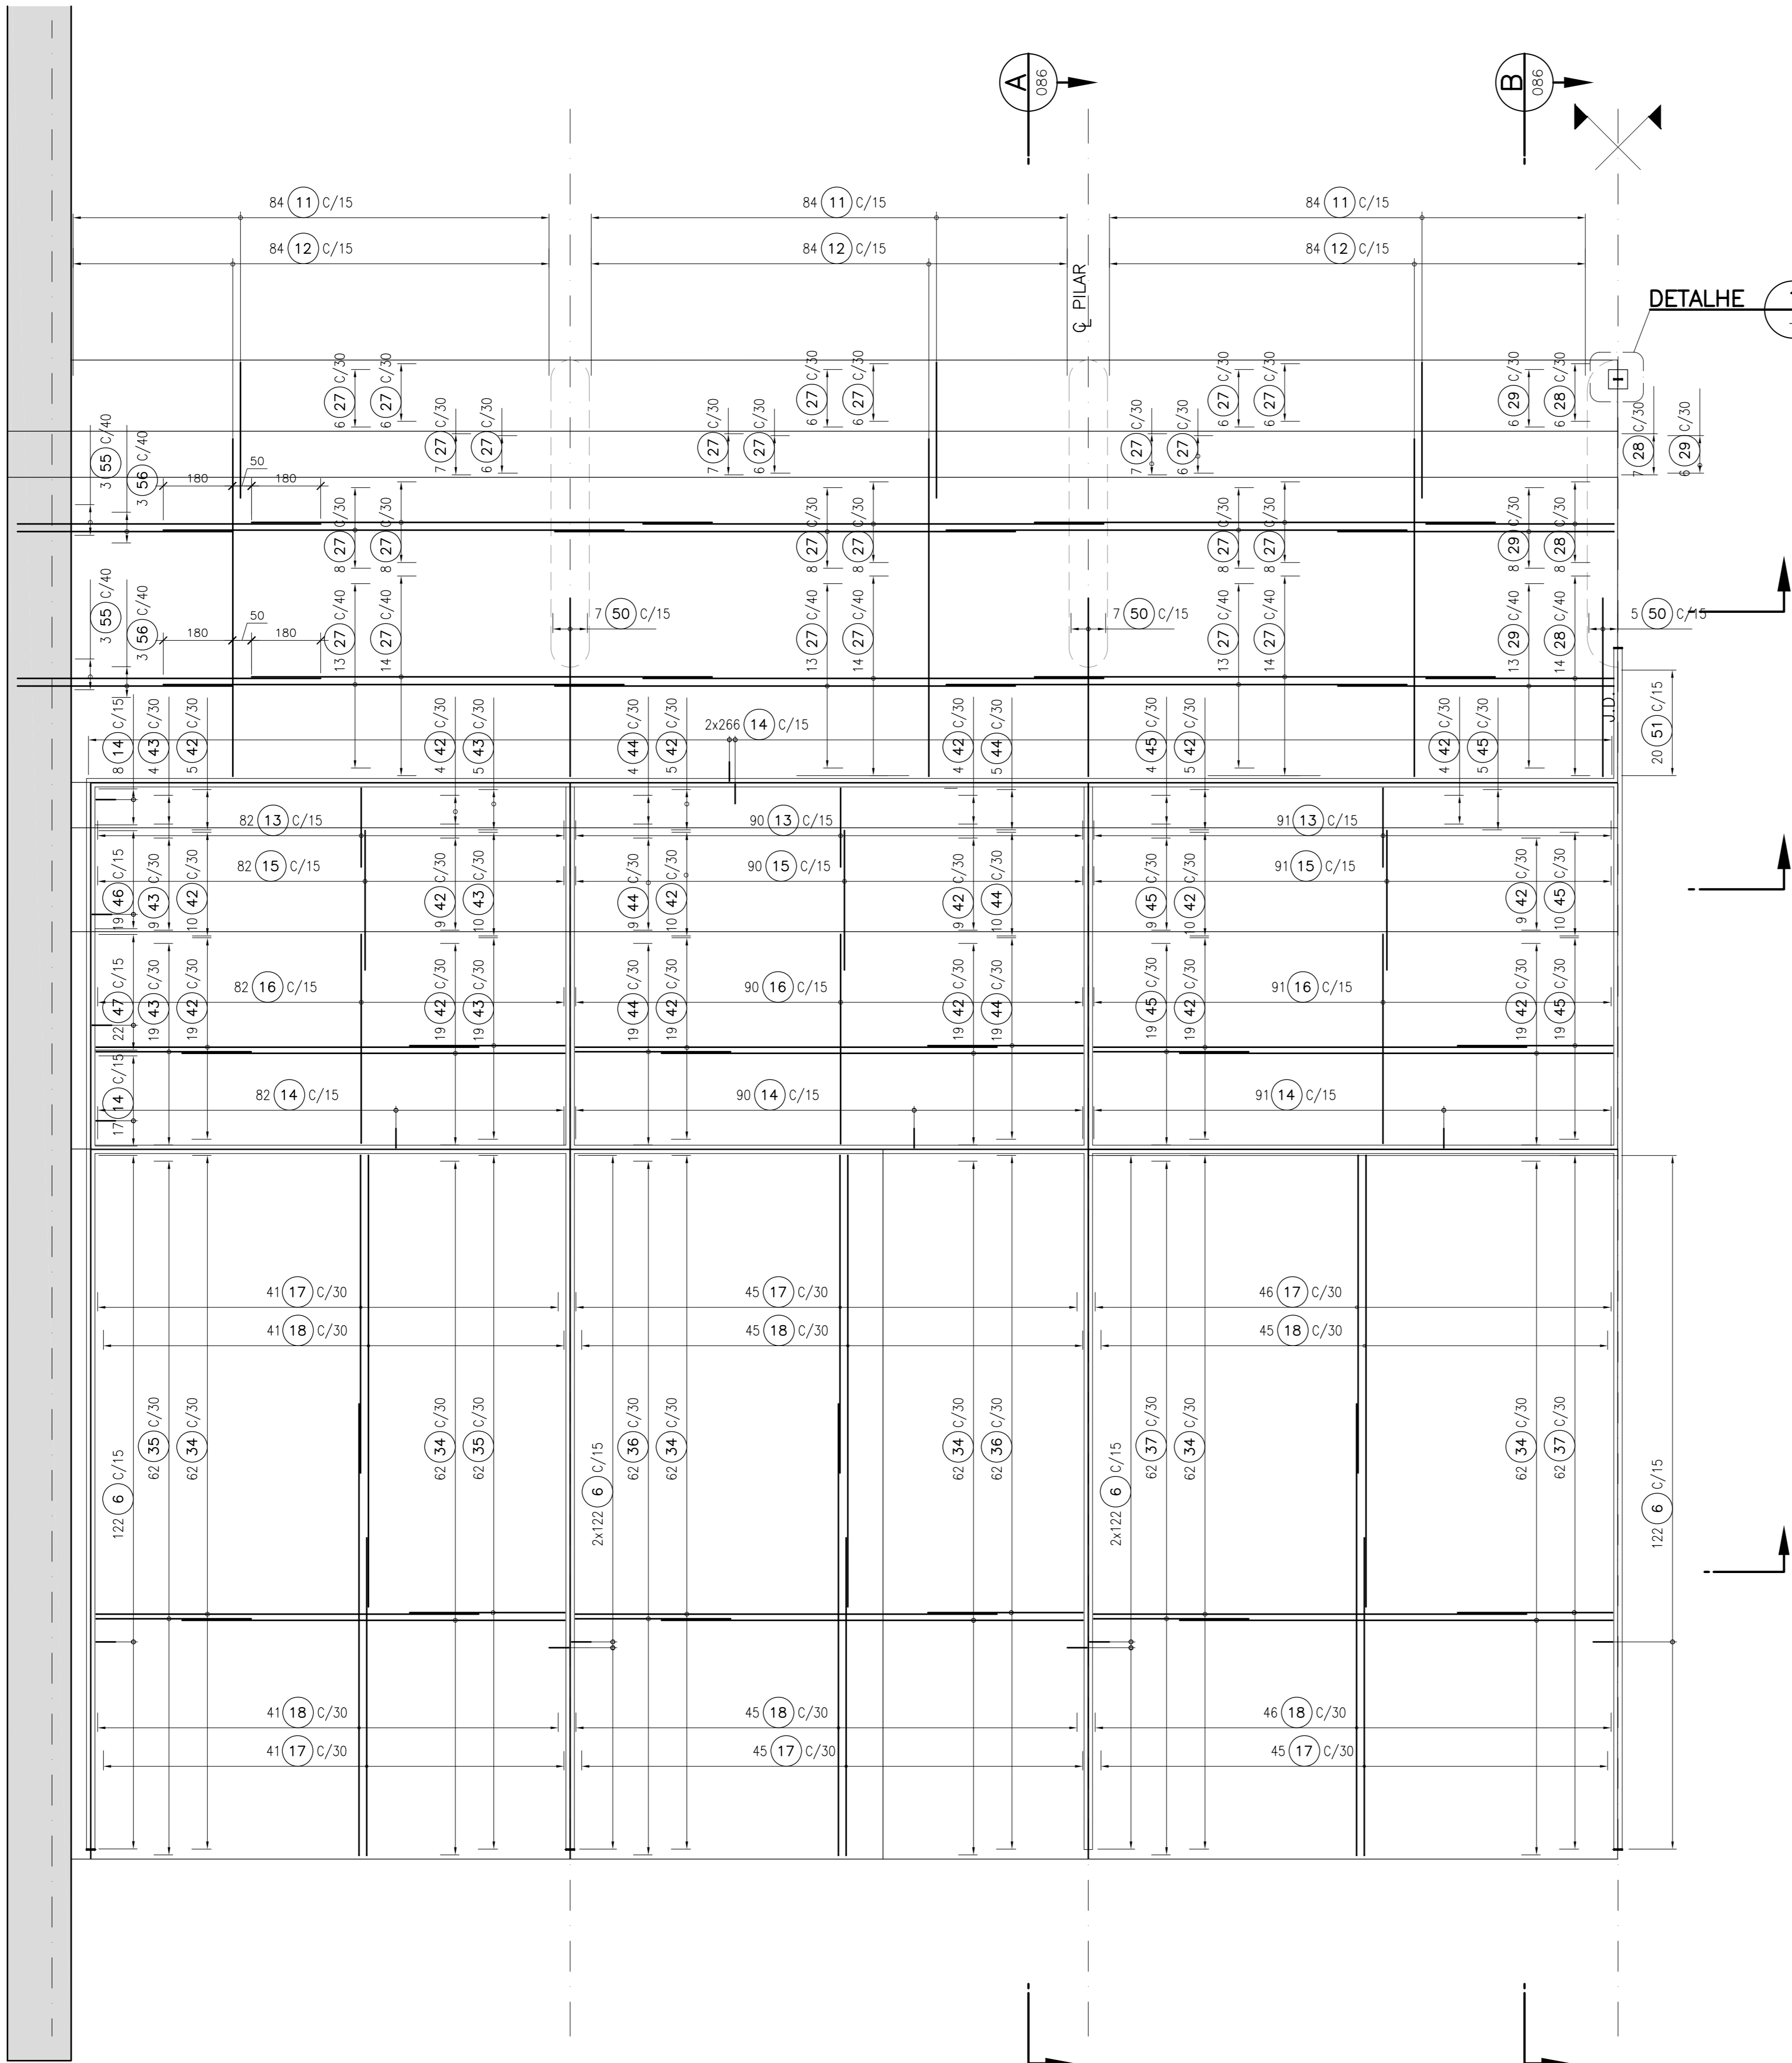 A
086
B
086
84 11 C/15
84 11 C/15
84 11 C/15
84 12 C/15
84 12 C/15
84 12 C/15
℄ PILAR
DETALHE
6 27 C/30
6 27 C/30
6 27 C/30
6 27 C/30
6 27 C/30
6 27 C/30
6 29 C/30
6 28 C/30
7 27 C/30
6 27 C/30
7 27 C/30
6 27 C/30
7 27 C/30
6 27 C/30
7 28 C/30
6 29 C/30
3 55 C/40
3 56 C/40
180
50
180
8 27 C/30
8 27 C/30
8 27 C/30
8 27 C/30
8 27 C/30
8 27 C/30
8 29 C/30
8 28 C/30
3 55 C/40
3 56 C/40
180
50
180
13 27 C/40
14 27 C/40
7 50 C/15
13 27 C/40
14 27 C/40
7 50 C/15
13 27 C/40
14 27 C/40
13 29 C/40
14 28 C/40
5 50 C/15
J.D.
20 51 C/15
8 14 C/15
4 43 C/30
5 42 C/30
4 42 C/30
5 43 C/30
4 44 C/30
5 42 C/30
2x266 14 C/15
4 42 C/30
5 44 C/30
4 45 C/30
5 42 C/30
4 42 C/30
5 45 C/30
82 13 C/15
90 13 C/15
91 13 C/15
82 15 C/15
90 15 C/15
91 15 C/15
19 46 C/15
19 43 C/30
10 42 C/30
9 42 C/30
10 43 C/30
9 44 C/30
10 42 C/30
9 42 C/30
10 44 C/30
9 45 C/30
10 42 C/30
9 42 C/30
10 45 C/30
22 47 C/15
19 43 C/30
19 42 C/30
82 16 C/15
19 42 C/30
19 43 C/30
19 44 C/30
19 42 C/30
90 16 C/15
19 42 C/30
19 44 C/30
19 45 C/30
19 42 C/30
91 16 C/15
19 42 C/30
19 45 C/30
17 14 C/15
82 14 C/15
90 14 C/15
91 14 C/15
41 17 C/30
45 17 C/30
46 17 C/30
41 18 C/30
45 18 C/30
45 18 C/30
122 6 C/15
62 35 C/30
62 34 C/30
62 34 C/30
62 35 C/30
2x122 6 C/15
62 36 C/30
62 34 C/30
62 34 C/30
62 36 C/30
2x122 6 C/15
62 37 C/30
62 34 C/30
62 34 C/30
62 37 C/30
122 6 C/15
41 18 C/30
45 18 C/30
46 18 C/30
41 17 C/30
45 17 C/30
45 17 C/30